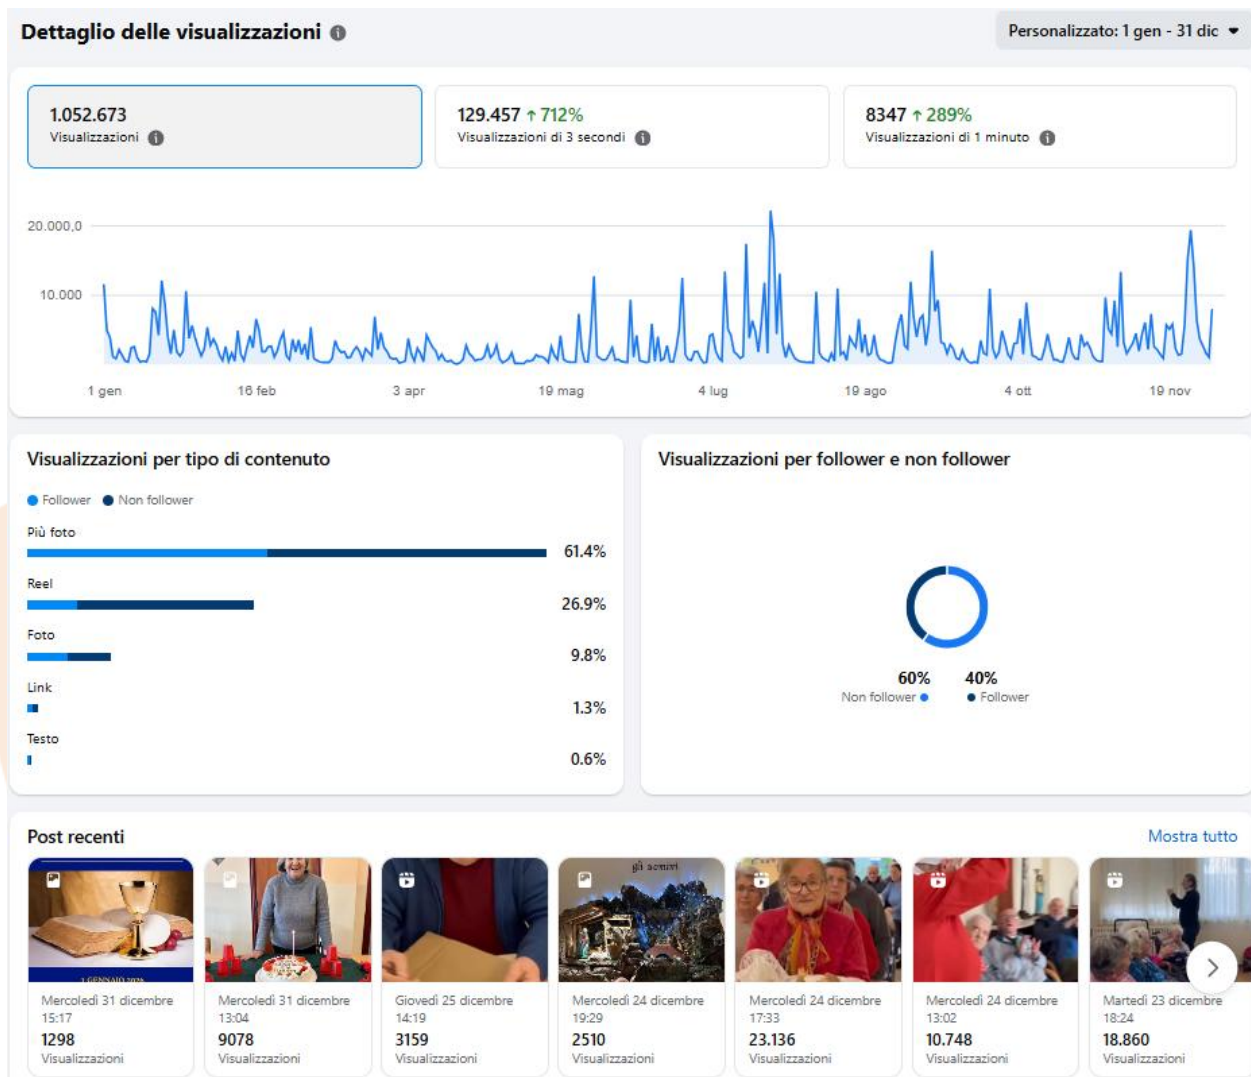 Dettaglio delle visualizzazioni
Personalizzato: 1 gen - 31 dic
1.052.673
Visualizzazioni
129.457 ↑ 712%
Visualizzazioni di 3 secondi
8347 ↑ 289%
Visualizzazioni di 1 minuto
20.000,0
10.000
1 gen
16 feb
3 apr
19 mag
4 lug
19 ago
4 ott
19 nov
Visualizzazioni per tipo di contenuto
Follower
Non follower
Più foto
61.4%
Reel
26.9%
Foto
9.8%
Link
1.3%
Testo
0.6%
Visualizzazioni per follower e non follower
60%
Non follower
40%
Follower
Post recenti
Mostra tutto
1 GENNAIO 2026
Mercoledì 31 dicembre
15:17
1298
Visualizzazioni
Mercoledì 31 dicembre
13:04
9078
Visualizzazioni
Giovedì 25 dicembre
14:19
3159
Visualizzazioni
Mercoledì 24 dicembre
19:29
2510
Visualizzazioni
Mercoledì 24 dicembre
17:33
23.136
Visualizzazioni
Mercoledì 24 dicembre
13:02
10.748
Visualizzazioni
Martedì 23 dicembre
18:24
18.860
Visualizzazioni